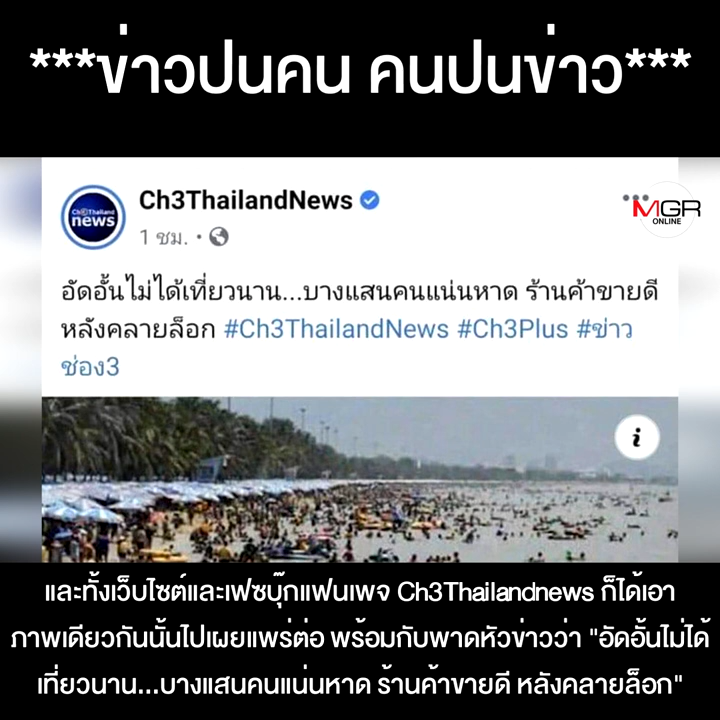 ***ข่าวปนคน คนปนข่าว***
Ch3ThailandNews
Ch3Thailand
news
1 ชม.
MGR
ONLINE
อัดอั้นไม่ได้เที่ยวนาน...บางแสนคนแน่นหาด ร้านค้าขายดี
หลังคลายล็อก #Ch3ThailandNews #Ch3Plus #ข่าว
ช่อง3
i
และทั้งเว็บไซต์และเฟซบุ๊กแฟนเพจ Ch3Thailandnews ก็ได้เอา
ภาพเดียวกันนั้นไปเผยแพร่ต่อ พร้อมกับพาดหัวข่าวว่า "อัดอั้นไม่ได้
เที่ยวนาน...บางแสนคนแน่นหาด ร้านค้าขายดี หลังคลายล็อก"